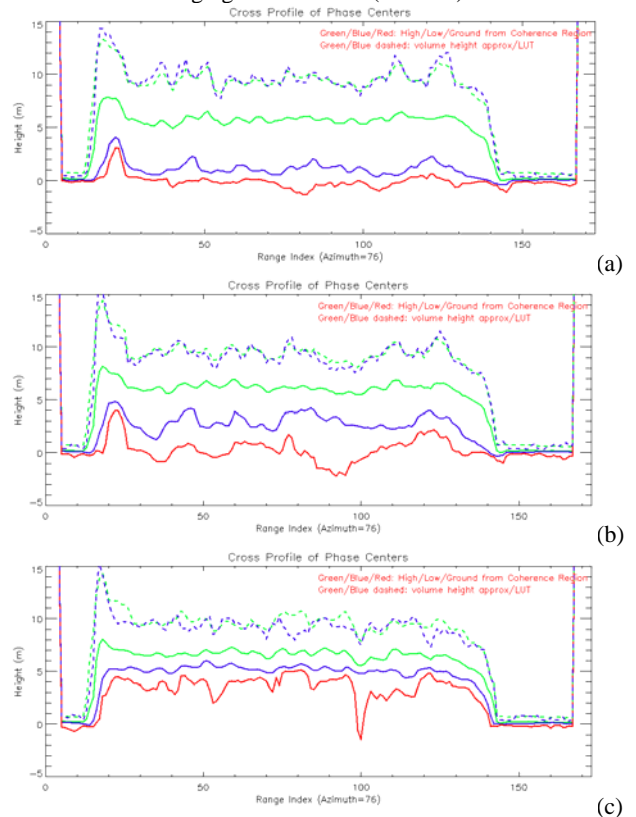 Cross Profile of Phase Centers
Green/Blue/Red: High/Low/Ground from Coherence Region
Green/Blue dashed: volume height approx/LUT
15
10
5
0
-5
Height (m)
0
50
100
150
Range Index (Azimuth=76)
(a)
Cross Profile of Phase Centers
Green/Blue/Red: High/Low/Ground from Coherence Region
Green/Blue dashed: volume height approx/LUT
15
10
5
0
-5
Height (m)
0
50
100
150
Range Index (Azimuth=76)
(b)
Cross Profile of Phase Centers
Green/Blue/Red: High/Low/Ground from Coherence Region
Green/Blue dashed: volume height approx/LUT
15
10
5
0
-5
Height (m)
0
50
100
150
Range Index (Azimuth=76)
(c)